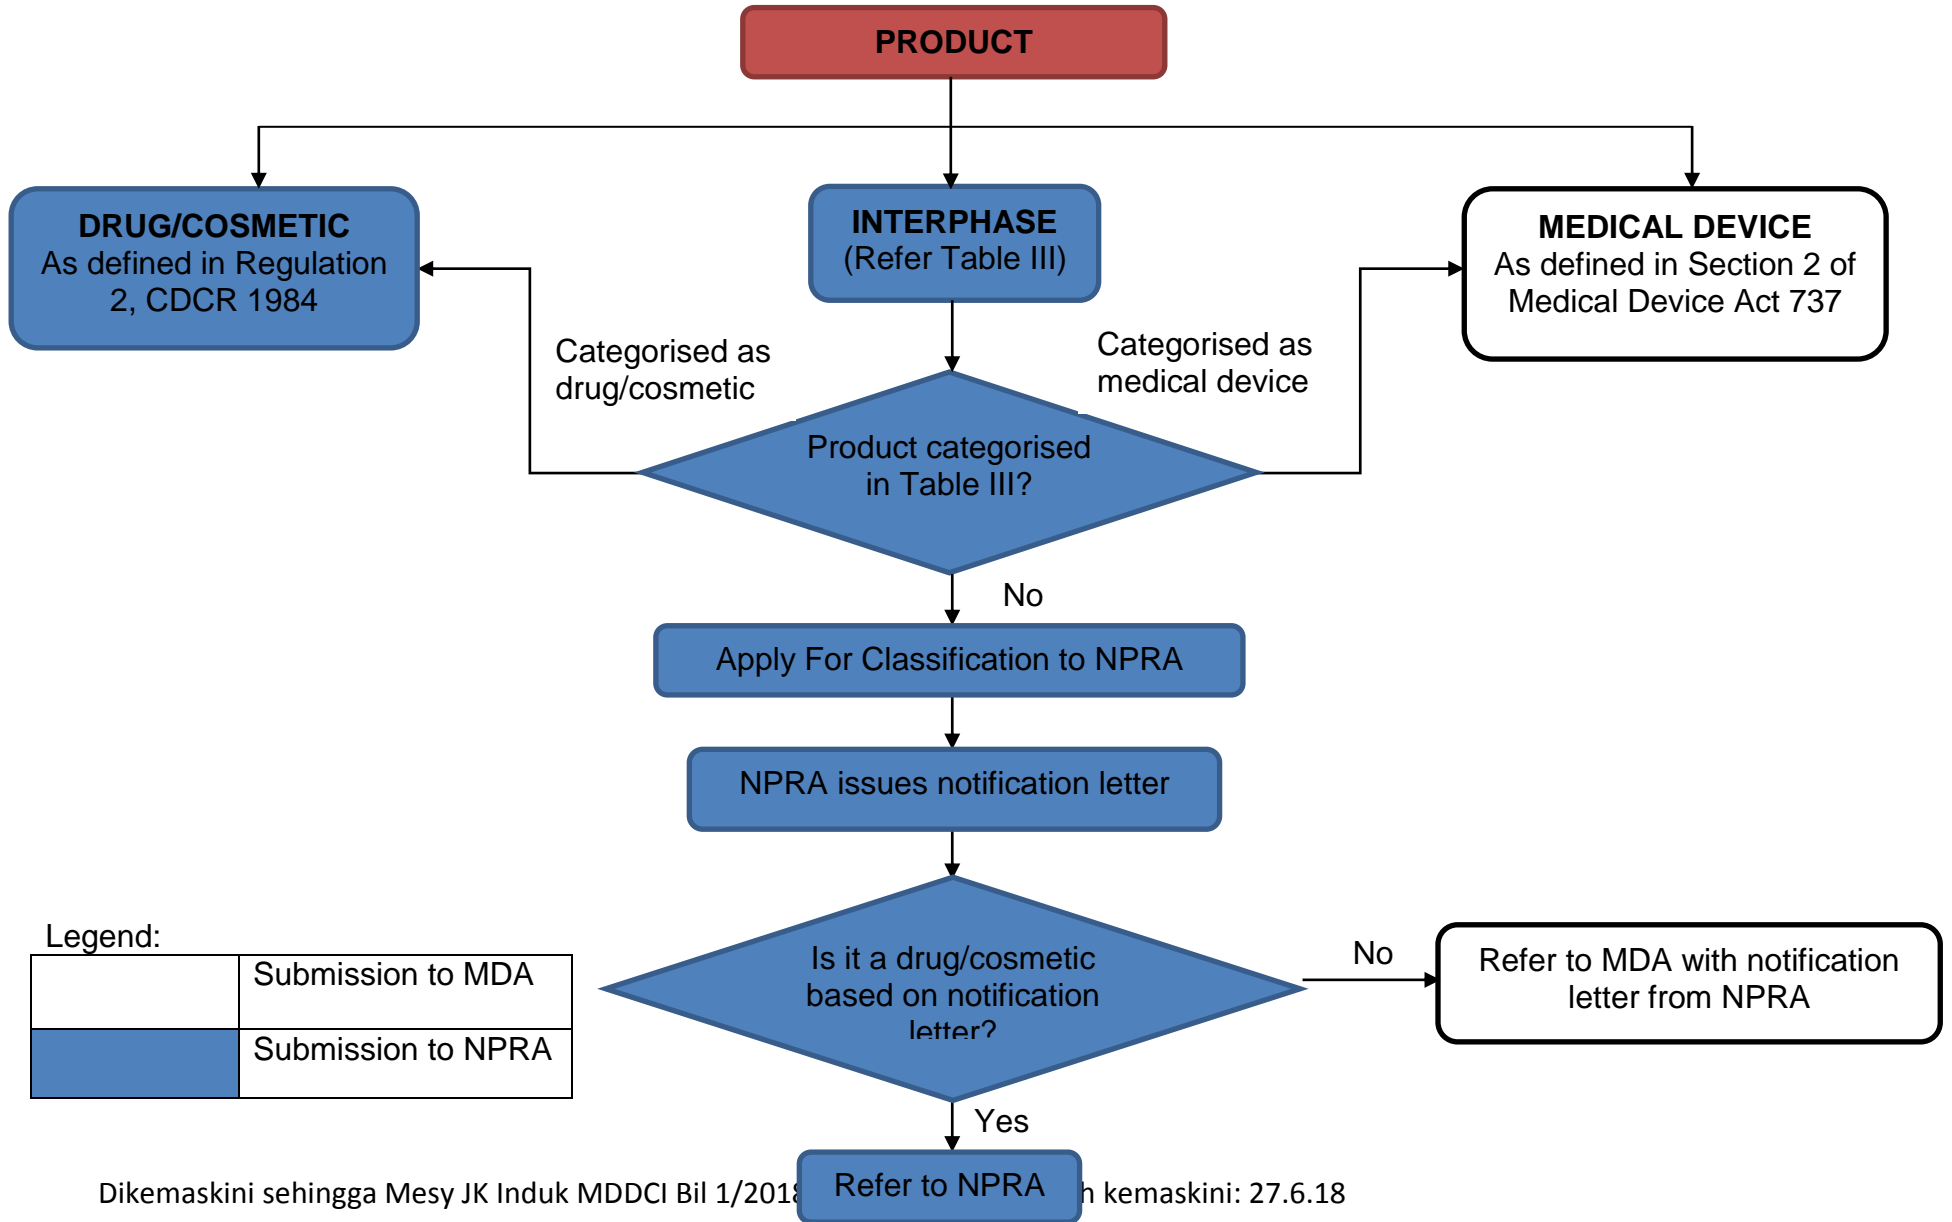 PRODUCT
DRUG/COSMETIC
As defined in Regulation
2, CDCR 1984
INTERPHASE
(Refer Table III)
MEDICAL DEVICE
As defined in Section 2 of
Medical Device Act 737
Categorised as
drug/cosmetic
Categorised as
medical device
Product categorised
in Table III?
No
Apply For Classification to NPRA
NPRA issues notification letter
Is it a drug/cosmetic
based on notification
letter?
No
Refer to MDA with notification
letter from NPRA
Legend:
Submission to MDA
Submission to NPRA
Yes
Refer to NPRA
Dikemaskini sehingga Mesy JK Induk MDDCI Bil 1/2018 kemaskini: 27.6.18